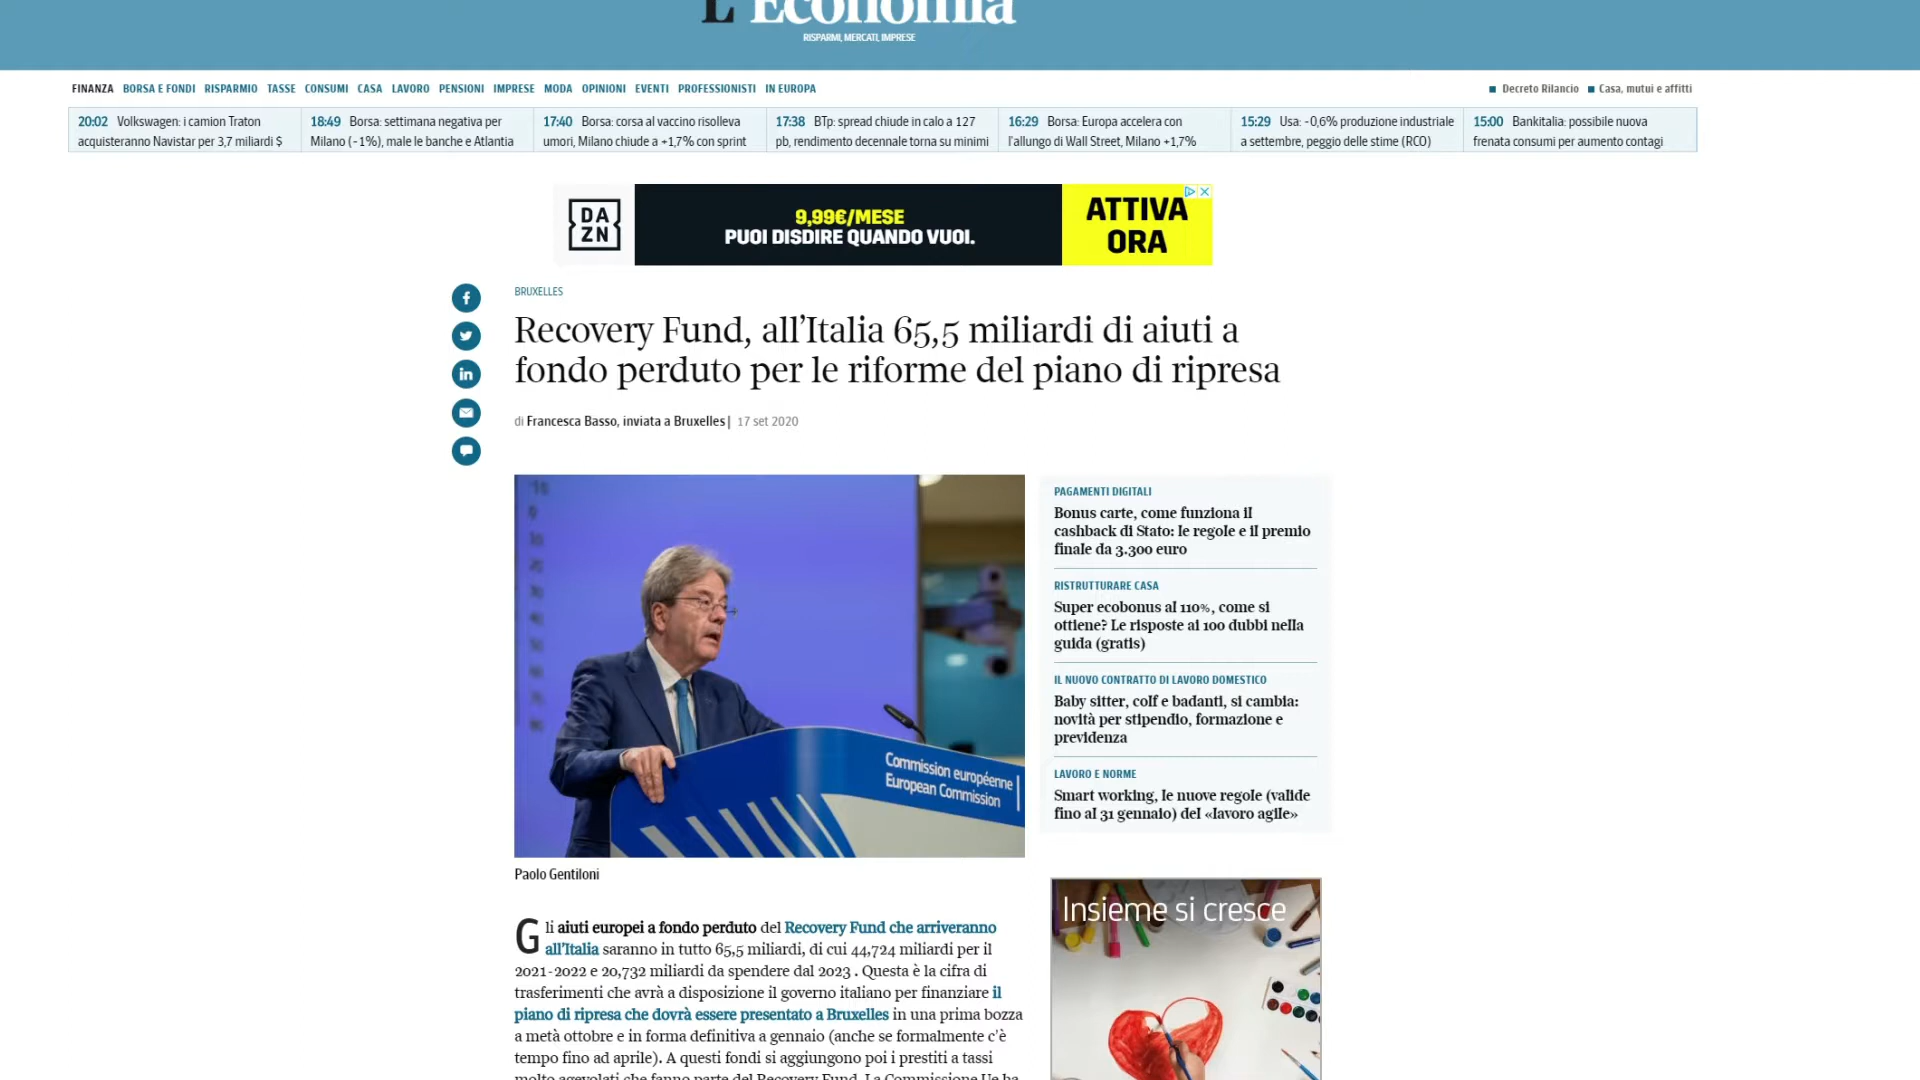 L'Economia
RISPARMI, MERCATI, IMPRESE
FINANZA BORSA E FONDI RISPARMIO TASSE CONSUMI CASA LAVORO PENSIONI IMPRESE MODA OPINIONI EVENTI PROFESSIONISTI IN EUROPA
Decreto Rilancio Casa, mutui e affitti
20:02 Volkswagen: i camion Traton
acquisteranno Navistar per 3,7 miliardi $
18:49 Borsa: settimana negativa per
Milano (-1%), male le banche e Atlantia
17:40 Borsa: corsa al vaccino risolleva
umori, Milano chiude a +1,7% con sprint
17:38 BTp: spread chiude in calo a 127
pb, rendimento decennale torna su minimi
16:29 Borsa: Europa accelera con
l'allungo di Wall Street, Milano +1,7%
15:29 Usa: -0,6% produzione industriale
a settembre, peggio delle stime (RCO)
15:00 Bankitalia: possibile nuova
frenata consumi per aumento contagi
DA
ZN
9,99€/MESE
PUOI DISDIRE QUANDO VUOI.
ATTIVA
ORA
BRUXELLES
Recovery Fund, all'Italia 65,5 miliardi di aiuti a
fondo perduto per le riforme del piano di ripresa
di Francesca Basso, inviata a Bruxelles| 17 set 2020
Commission européenne
European Commission
Paolo Gentiloni
Gli aiuti europei a fondo perduto del Recovery Fund che arriveranno
all'Italia saranno in tutto 65,5 miliardi, di cui 44,724 miliardi per il
2021-2022 e 20,732 miliardi da spendere dal 2023 . Questa è la cifra di
trasferimenti che avrà a disposizione il governo italiano per finanziare il
piano di ripresa che dovrà essere presentato a Bruxelles in una prima bozza
a metà ottobre e in forma definitiva a gennaio (anche se formalmente c'è
tempo fino ad aprile). A questi fondi si aggiungono poi i prestiti a tassi
molto agevolati che fanno parte del Recovery Fund. La Commissione Ue ha
PAGAMENTI DIGITALI
Bonus carte, come funziona il
cashback di Stato: le regole e il premio
finale da 3.300 euro
RISTRUTTURARE CASA
Super ecobonus al 110%, come si
ottiene? Le risposte ai 100 dubbi nella
guida (gratis)
IL NUOVO CONTRATTO DI LAVORO DOMESTICO
Baby sitter, colf e badanti, si cambia:
novità per stipendio, formazione e
previdenza
LAVORO E NORME
Smart working, le nuove regole (valide
fino al 31 gennaio) del «lavoro agile»
Insieme si cresce